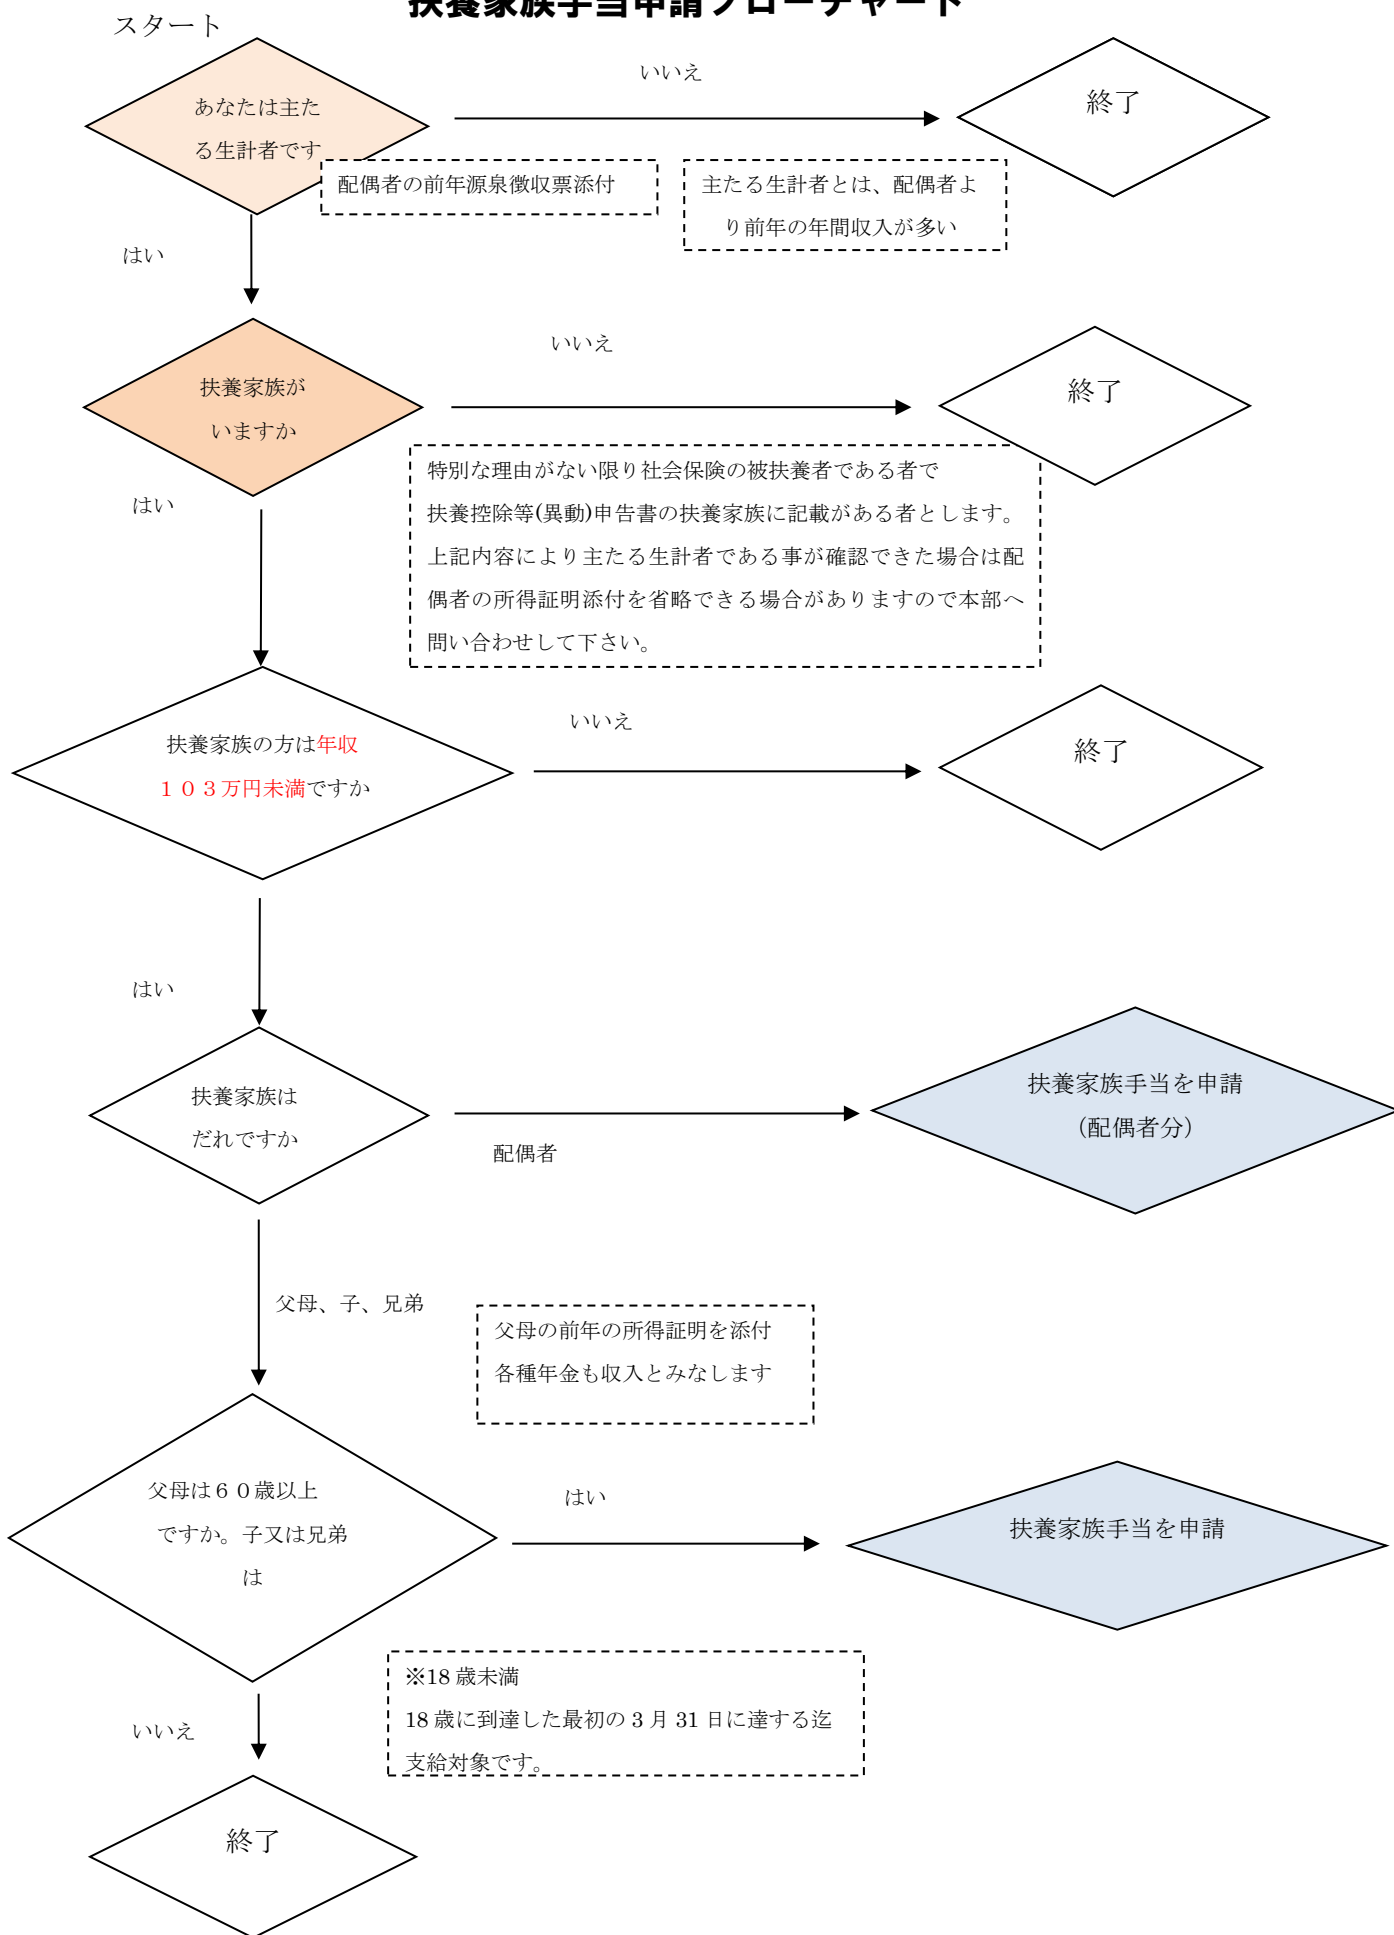 扶養家族手当申請フローチャート
スタート
いいえ
あなたは主た
る生計者です
終了
配偶者の前年源泉徴収票添付
主たる生計者とは、配偶者よ
り前年の年間収入が多い
はい
いいえ
扶養家族が
いますか
終了
特別な理由がない限り社会保険の被扶養者である者で
扶養控除等(異動)申告書の扶養家族に記載がある者とします。
上記内容により主たる生計者である事が確認できた場合は配
偶者の所得証明添付を省略できる場合がありますので本部へ
問い合わせして下さい。
はい
いいえ
扶養家族の方は年収
１０３万円未満ですか
終了
はい
扶養家族は
だれですか
配偶者
扶養家族手当を申請
（配偶者分）
父母、子、兄弟
父母の前年の所得証明を添付
各種年金も収入とみなします
父母は６０歳以上
ですか。子又は兄弟
は
はい
扶養家族手当を申請
※18 歳未満
18 歳に到達した最初の 3 月 31 日に達する迄
支給対象です。
いいえ
終了